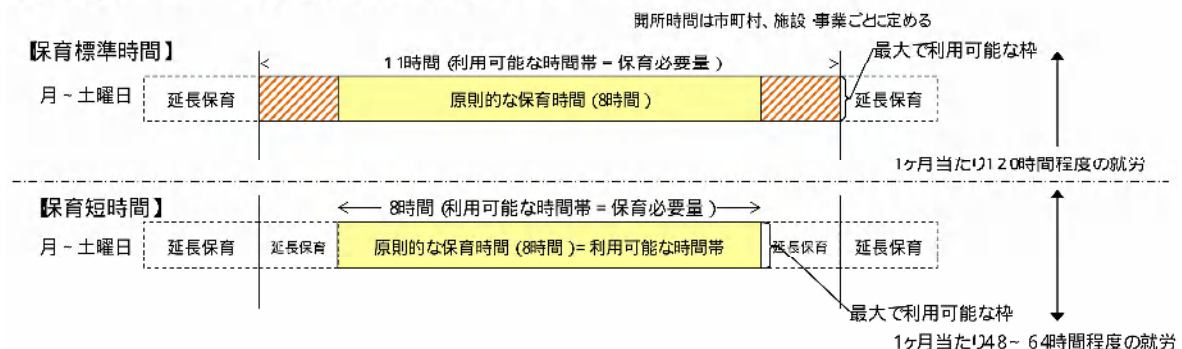 開所時間は市町村、施設・事業ごとに定める
【保育標準時間】
11時間（利用可能な時間帯＝保育必要量）
最大で利用可能な枠
月～土曜日
延長保育
原則的な保育時間（8時間）
延長保育
1ヶ月当たり120時間程度の就労
【保育短時間】
8時間（利用可能な時間帯＝保育必要量）
月～土曜日
延長保育
延長保育
原則的な保育時間（8時間）＝利用可能な時間帯
延長保育
延長保育
最大で利用可能な枠
1ヶ月当たり48～64時間程度の就労